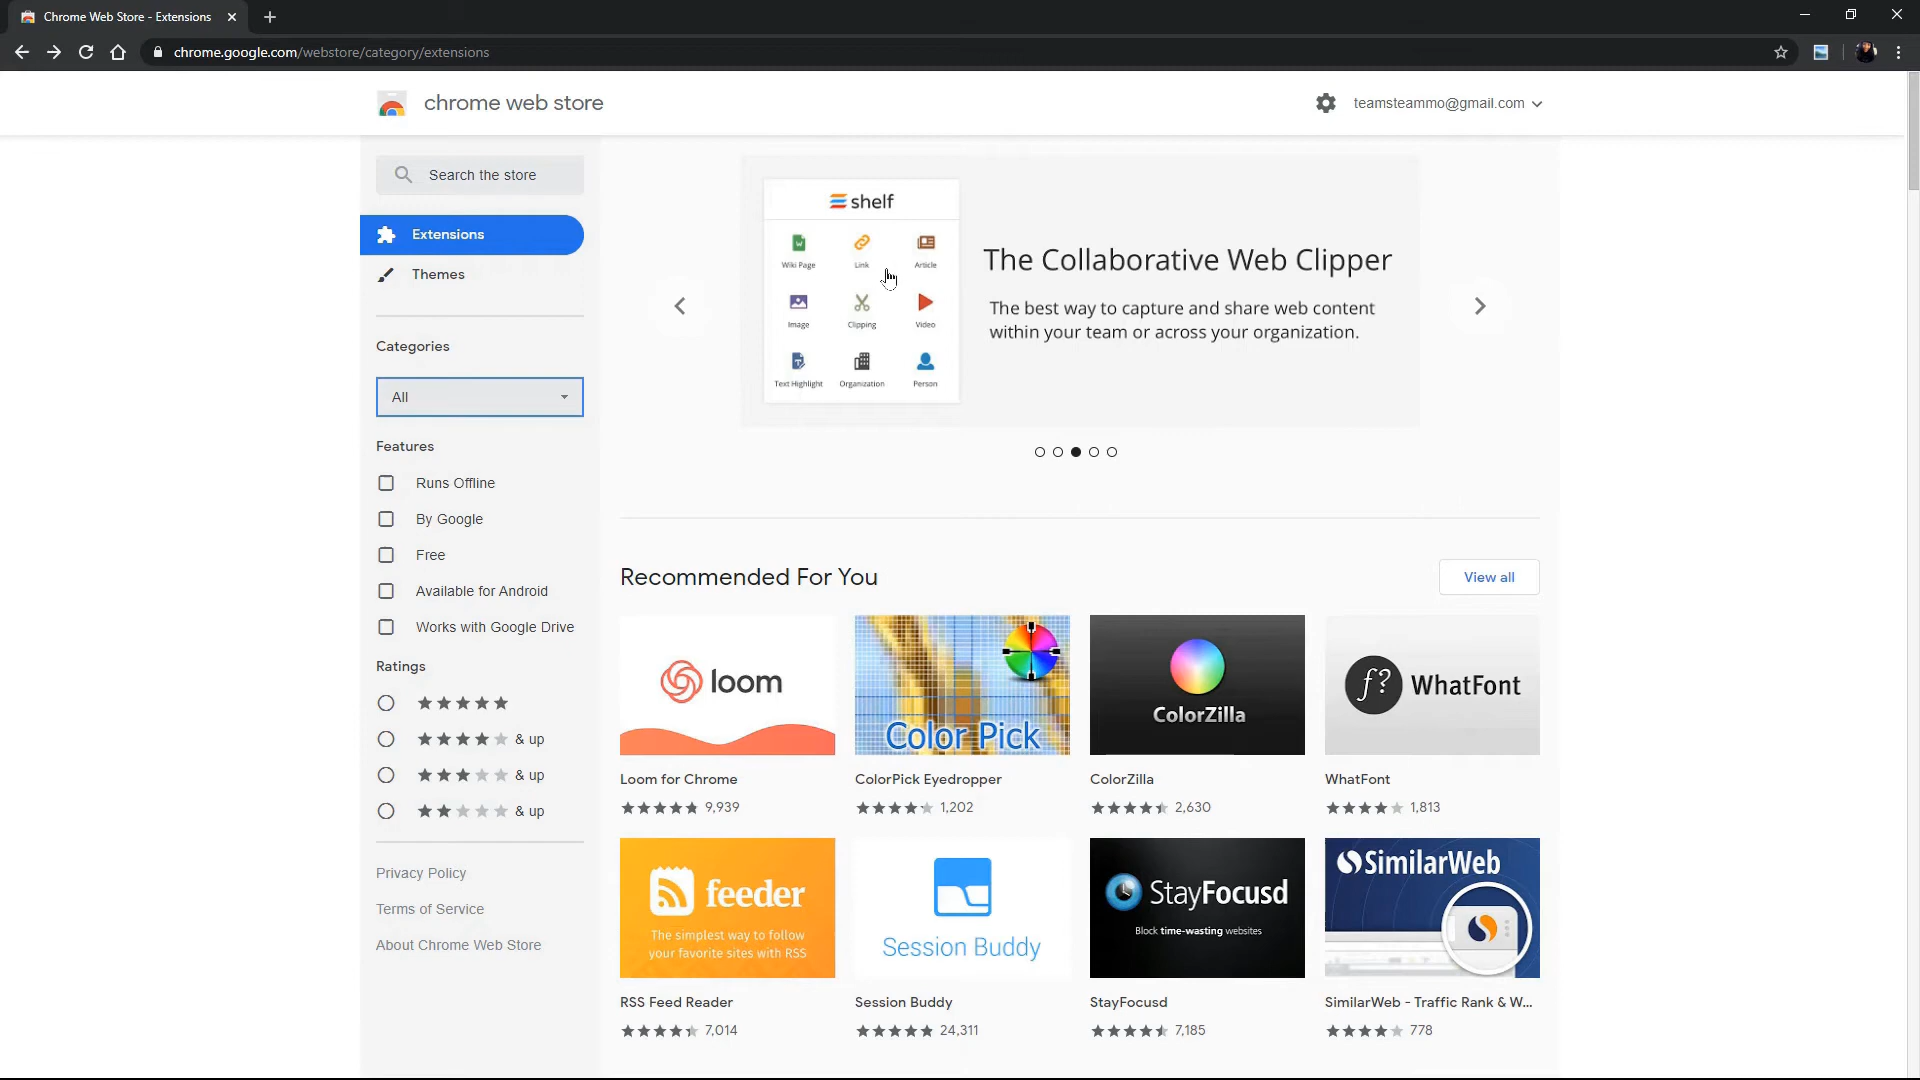 Chrome Web Store - Extensions
chrome.google.com/webstore/category/extensions
chrome web store
teamsteammo@gmail.com
Search the store
Extensions
Themes
Categories
All
Features
Runs Offline
By Google
Free
Available for Android
Works with Google Drive
Ratings
& up
& up
& up
Privacy Policy
Terms of Service
About Chrome Web Store
shelf
Wiki Page
Link
Article
Image
Clipping
Video
Text Highlight
Organization
Person
The Collaborative Web Clipper
The best way to capture and share web content
within your team or across your organization.
Recommended For You
View all
loom
Color Pick
ColorZilla
f? WhatFont
Loom for Chrome
ColorPick Eyedropper
ColorZilla
WhatFont
9,939
1,202
2,630
1,813
feeder
The simplest way to follow
your favorite sites with RSS
Session Buddy
StayFocusd
Block time-wasting websites
SimilarWeb
RSS Feed Reader
Session Buddy
StayFocusd
SimilarWeb - Traffic Rank & W...
7,014
24,311
7,185
778